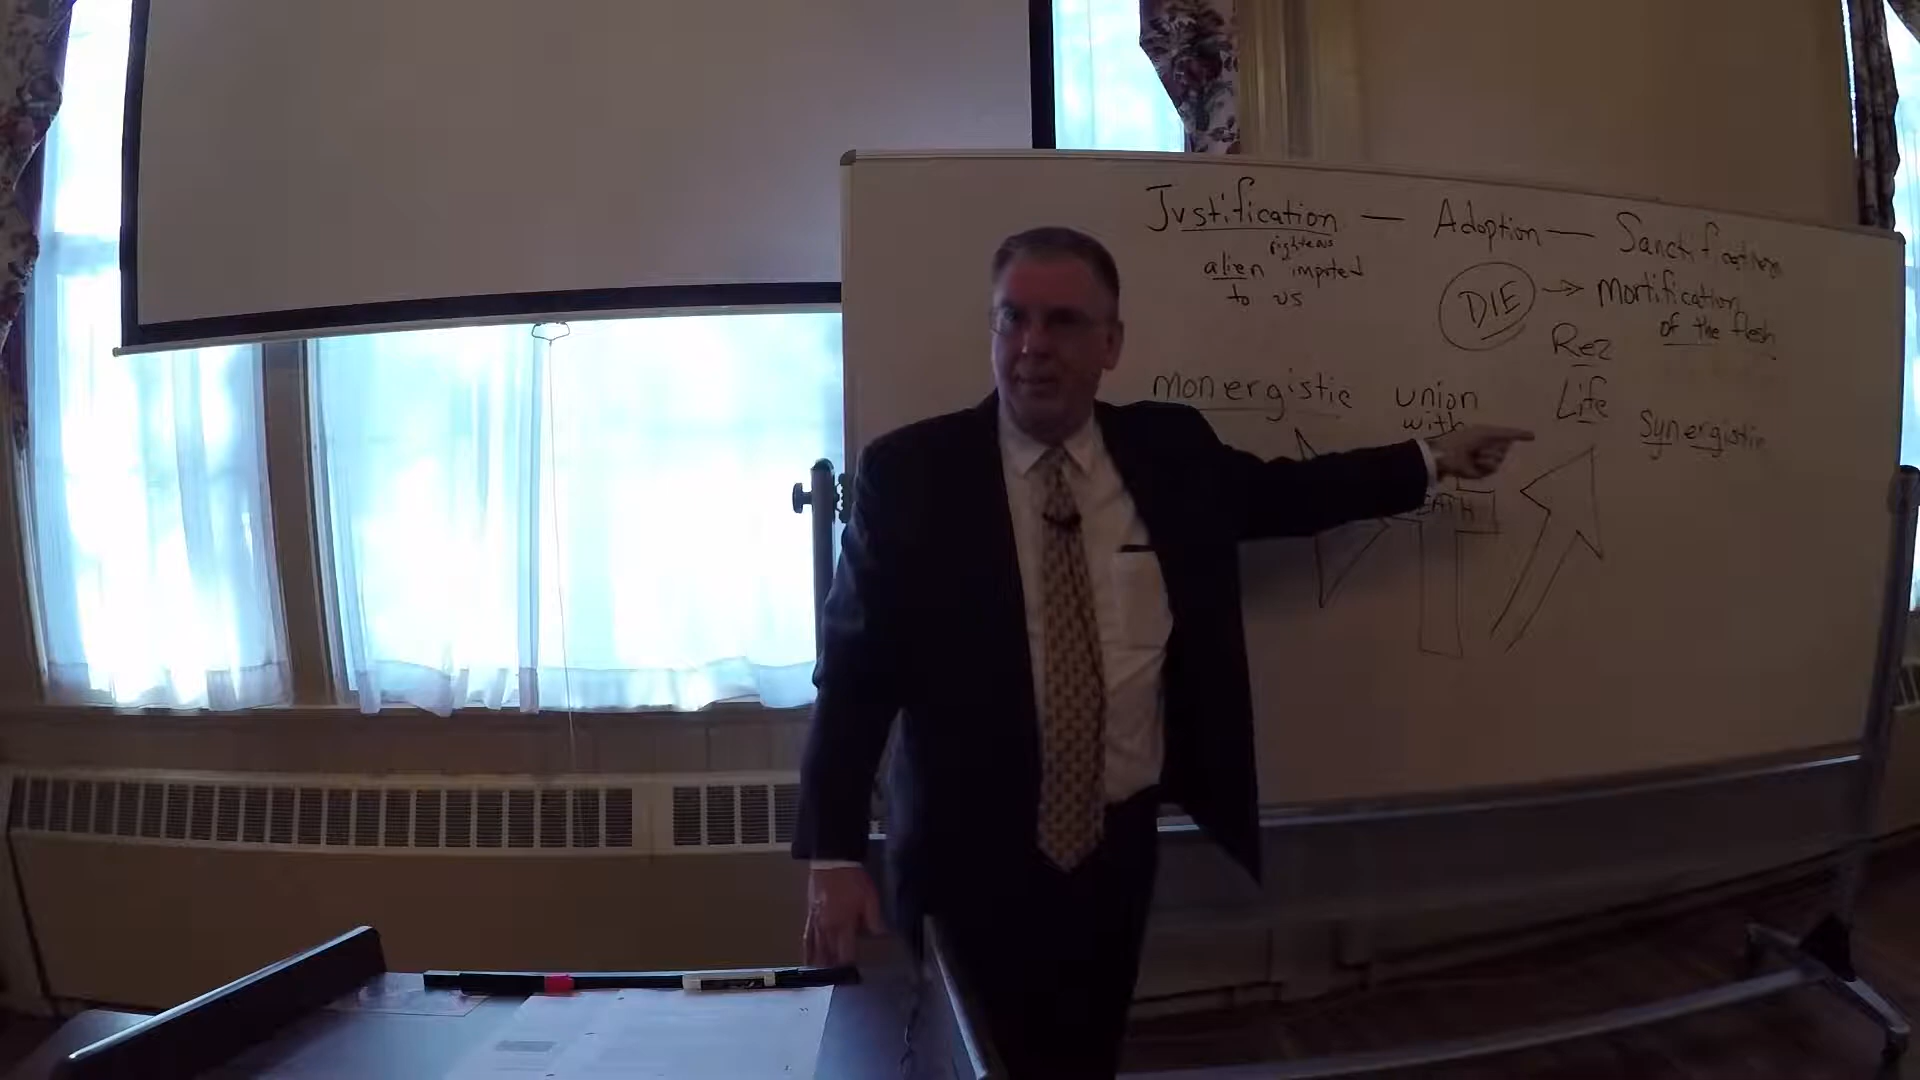 Justification — Adoption — Sanctification
righteous
alien imputed
to us
DIE → Mortification
of the flesh
Rez
Life
monergistic
union
with
Synergistic